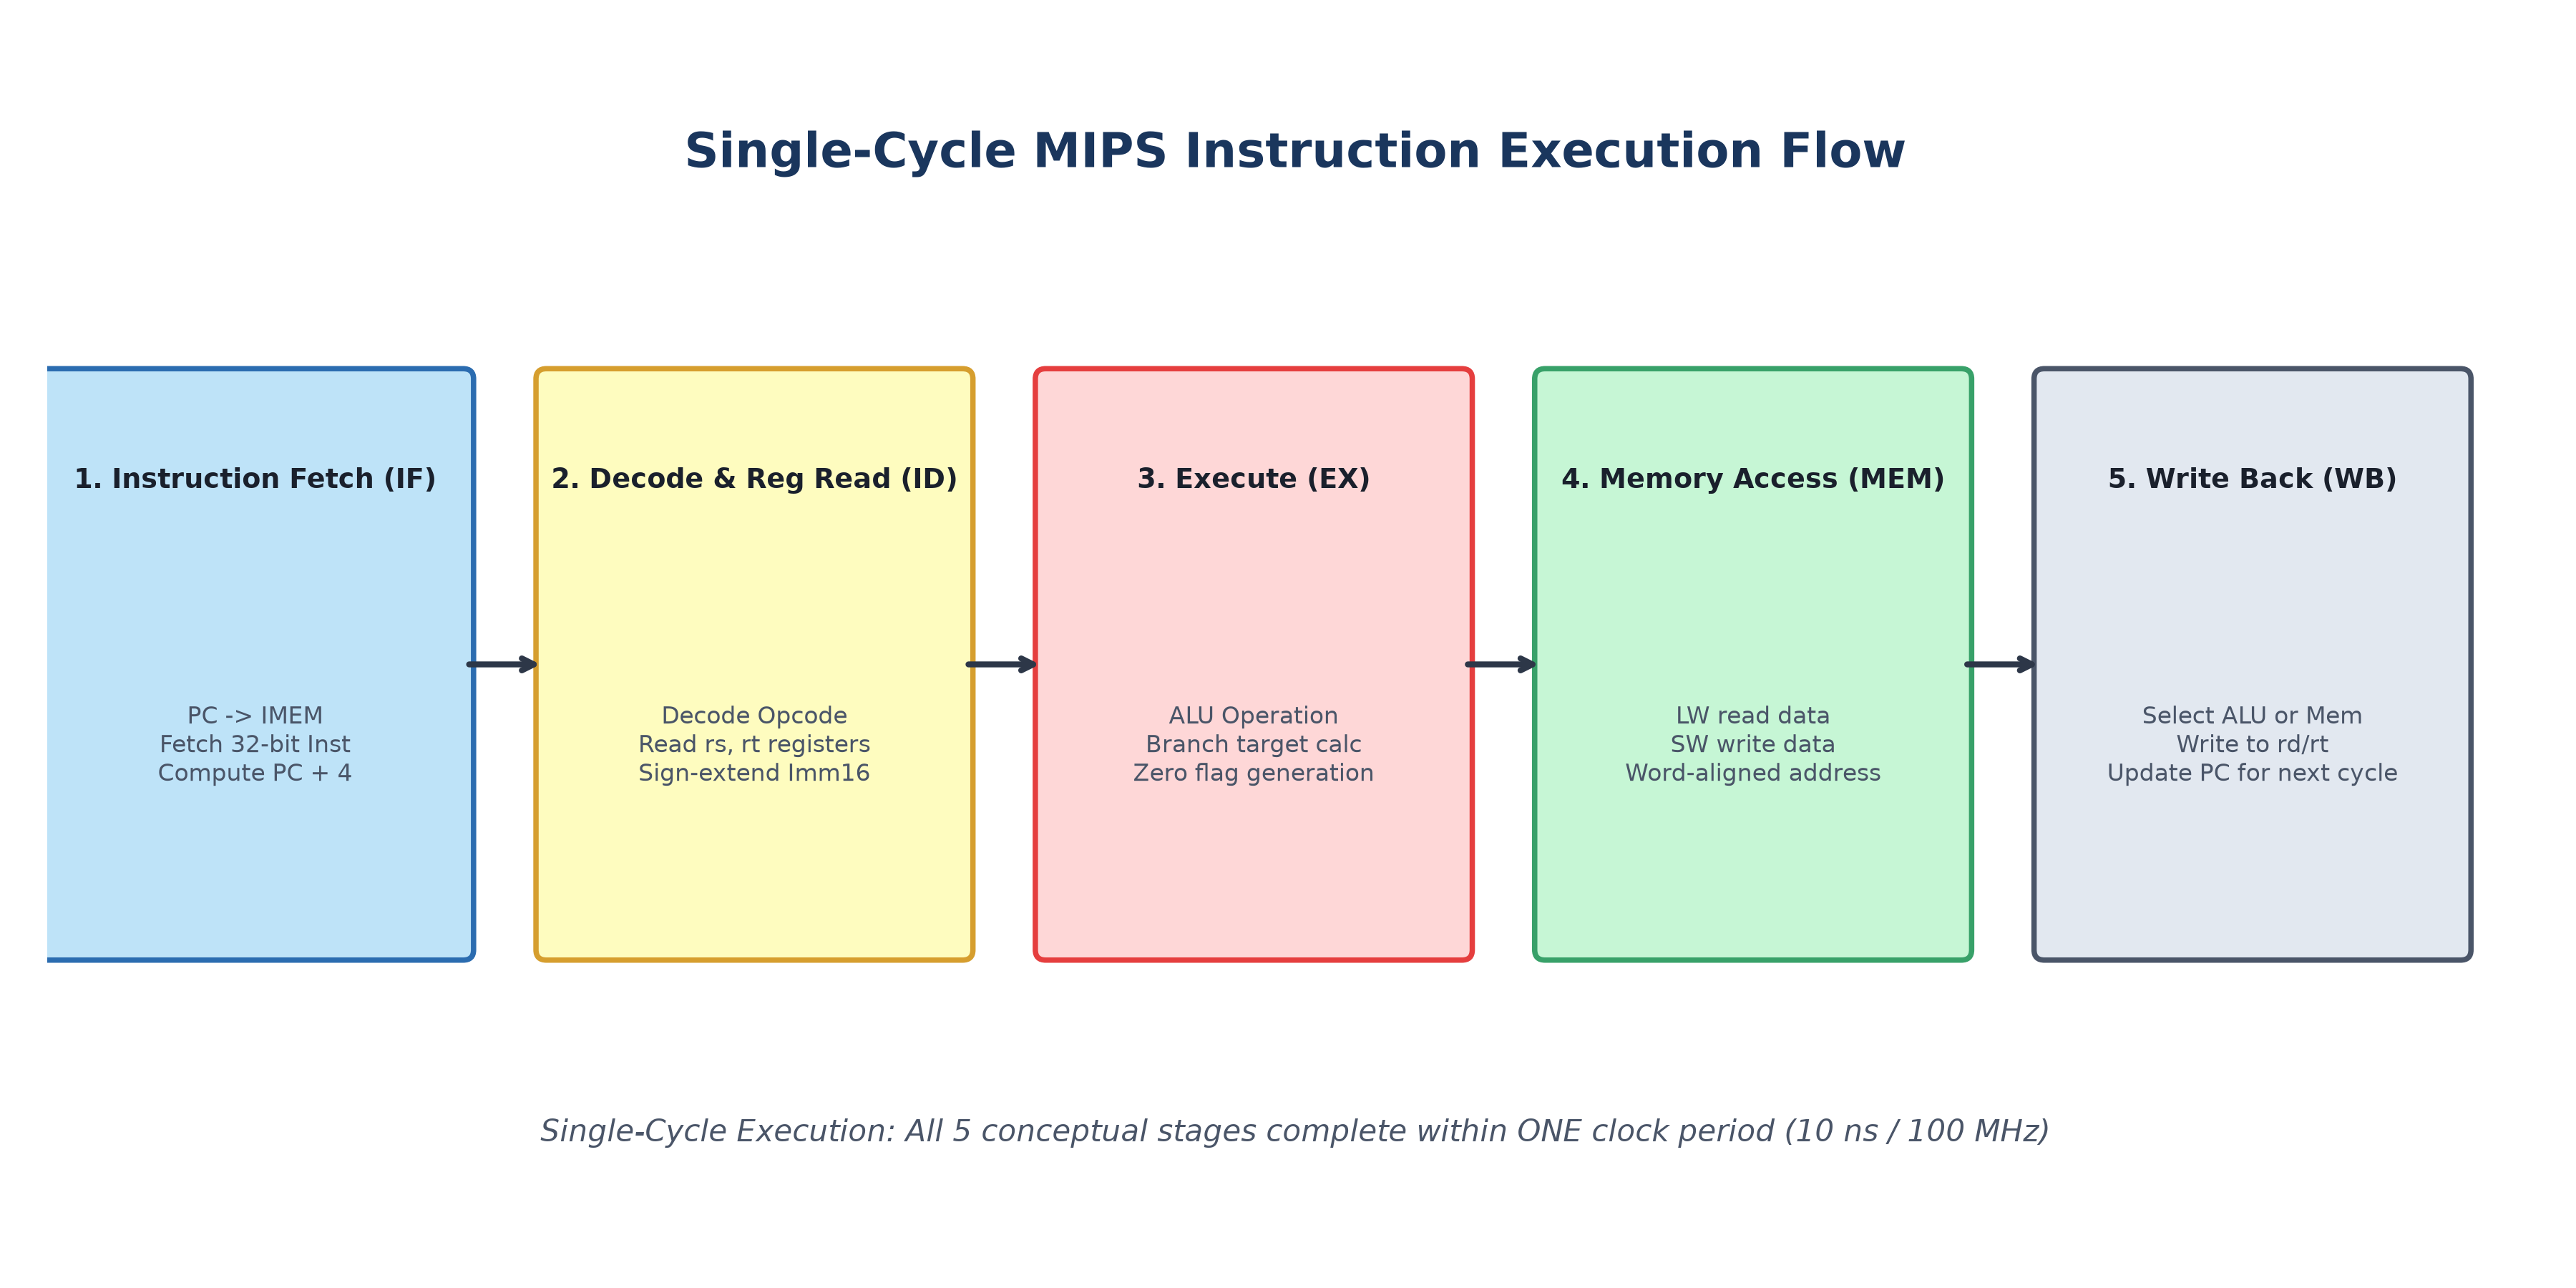 Single-Cycle MIPS Instruction Execution Flow
1. Instruction Fetch (IF)
PC -> IMEM
Fetch 32-bit Inst
Compute PC + 4
2. Decode & Reg Read (ID)
Decode Opcode
Read rs, rt registers
Sign-extend Imm16
3. Execute (EX)
ALU Operation
Branch target calc
Zero flag generation
4. Memory Access (MEM)
LW read data
SW write data
Word-aligned address
5. Write Back (WB)
Select ALU or Mem
Write to rd/rt
Update PC for next cycle
Single-Cycle Execution: All 5 conceptual stages complete within ONE clock period (10 ns / 100 MHz)